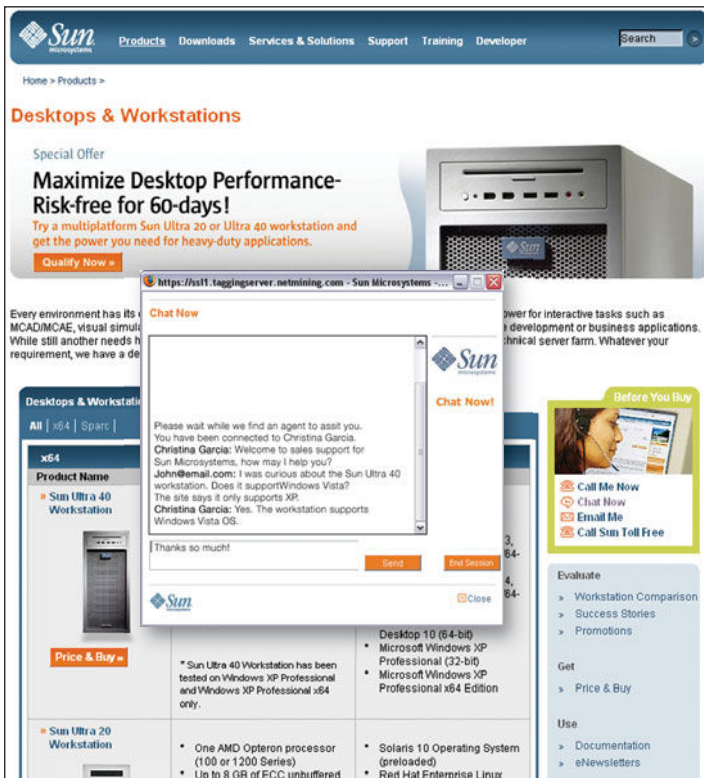 Sun
microsystems
Products Downloads Services & Solutions Support Training Developer
Search
Home > Products >
Desktops & Workstations
Special Offer
Maximize Desktop Performance-
Risk-free for 60-days!
Try a multiplatform Sun Ultra 20 or Ultra 40 workstation and
get the power you need for heavy-duty applications.
Qualify Now »
Sun
https://ssl1.taggingserver.netmining.com - Sun Microsystems -...
Chat Now
Sun
microsystems
Chat Now!
Please wait while we find an agent to assit you.
You have been connected to Christina Garcia.
Christina Garcia: Welcome to sales support for
Sun Microsystems, how may I help you?
John@email.com: I was curious about the Sun Ultra 40
workstation. Does it supportWindows Vista?
The site says it only supports XP.
Christina Garcia: Yes. The workstation supports
Windows Vista OS.
Thanks so much!
Send
End Session
Sun
microsystems
Close
Every environment has its
ower for interactive tasks such as
MCAD/MCAE, visual
development or business applications.
While still another needs
technical server farm. Whatever your
requirement, we have a
Desktops &
All | x64 | Sparc |
x64
Product Name
» Sun Ultra 40
Workstation
Price & Buy »
* Sun Ultra 40 Workstation has been
tested on Windows XP Professional
and Windows XP Professional x64
only.
3,
64-
4,
64-
Desktop 10 (64-bit)
• Microsoft Windows XP
Professional (32-bit)
• Microsoft Windows XP
Professional x64 Edition
» Sun Ultra 20
Workstation
• One AMD Opteron processor
(100 or 1200 Series)
• Up to 8 GB of ECC unbuffered
• Solaris 10 Operating System
(preloaded)
• Red Hat Enterprise Linux
Before You Buy
Call Me Now
Chat Now
Email Me
Call Sun Toll Free
Evaluate
» Workstation Comparison
» Success Stories
» Promotions
Get
» Price & Buy
Use
» Documentation
» eNewsletters